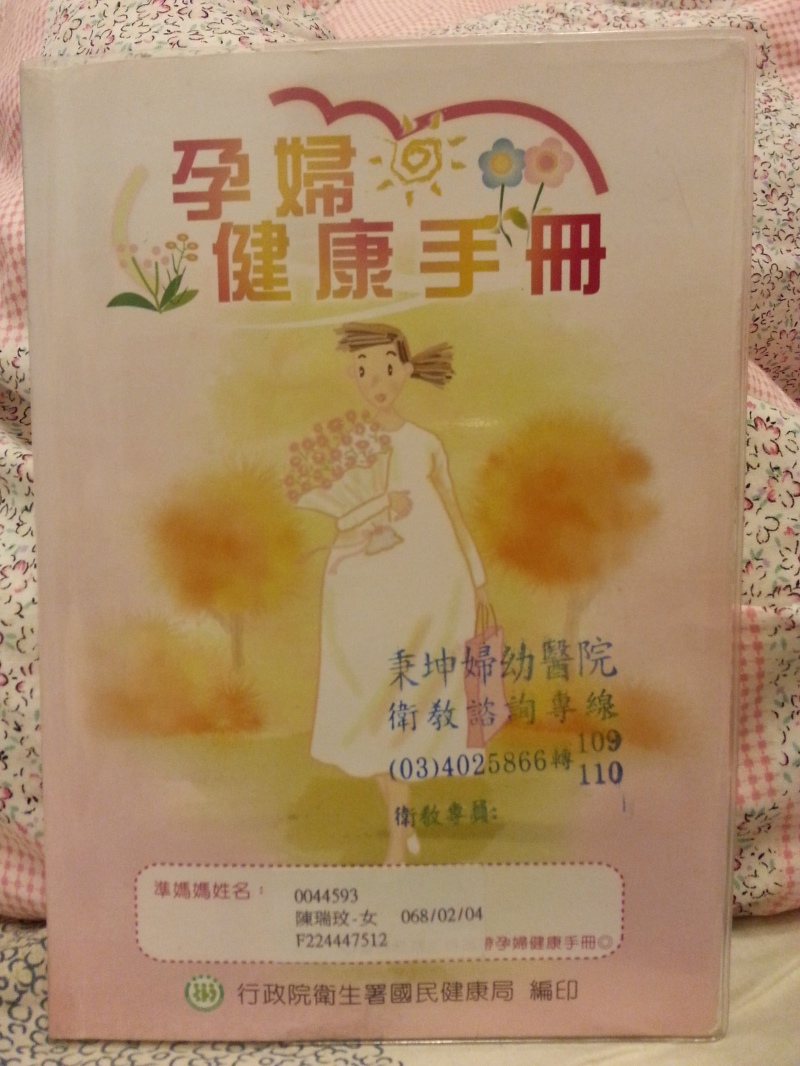 孕婦
健康手冊
秉坤婦幼醫院
衛教諮詢專線
(03)4025866轉109
110
衛教專員:
準媽媽姓名：
0044593
陳瑞玟-女 068/02/04
F224447512
孕婦健康手冊◎
行政院衛生署國民健康局 編印